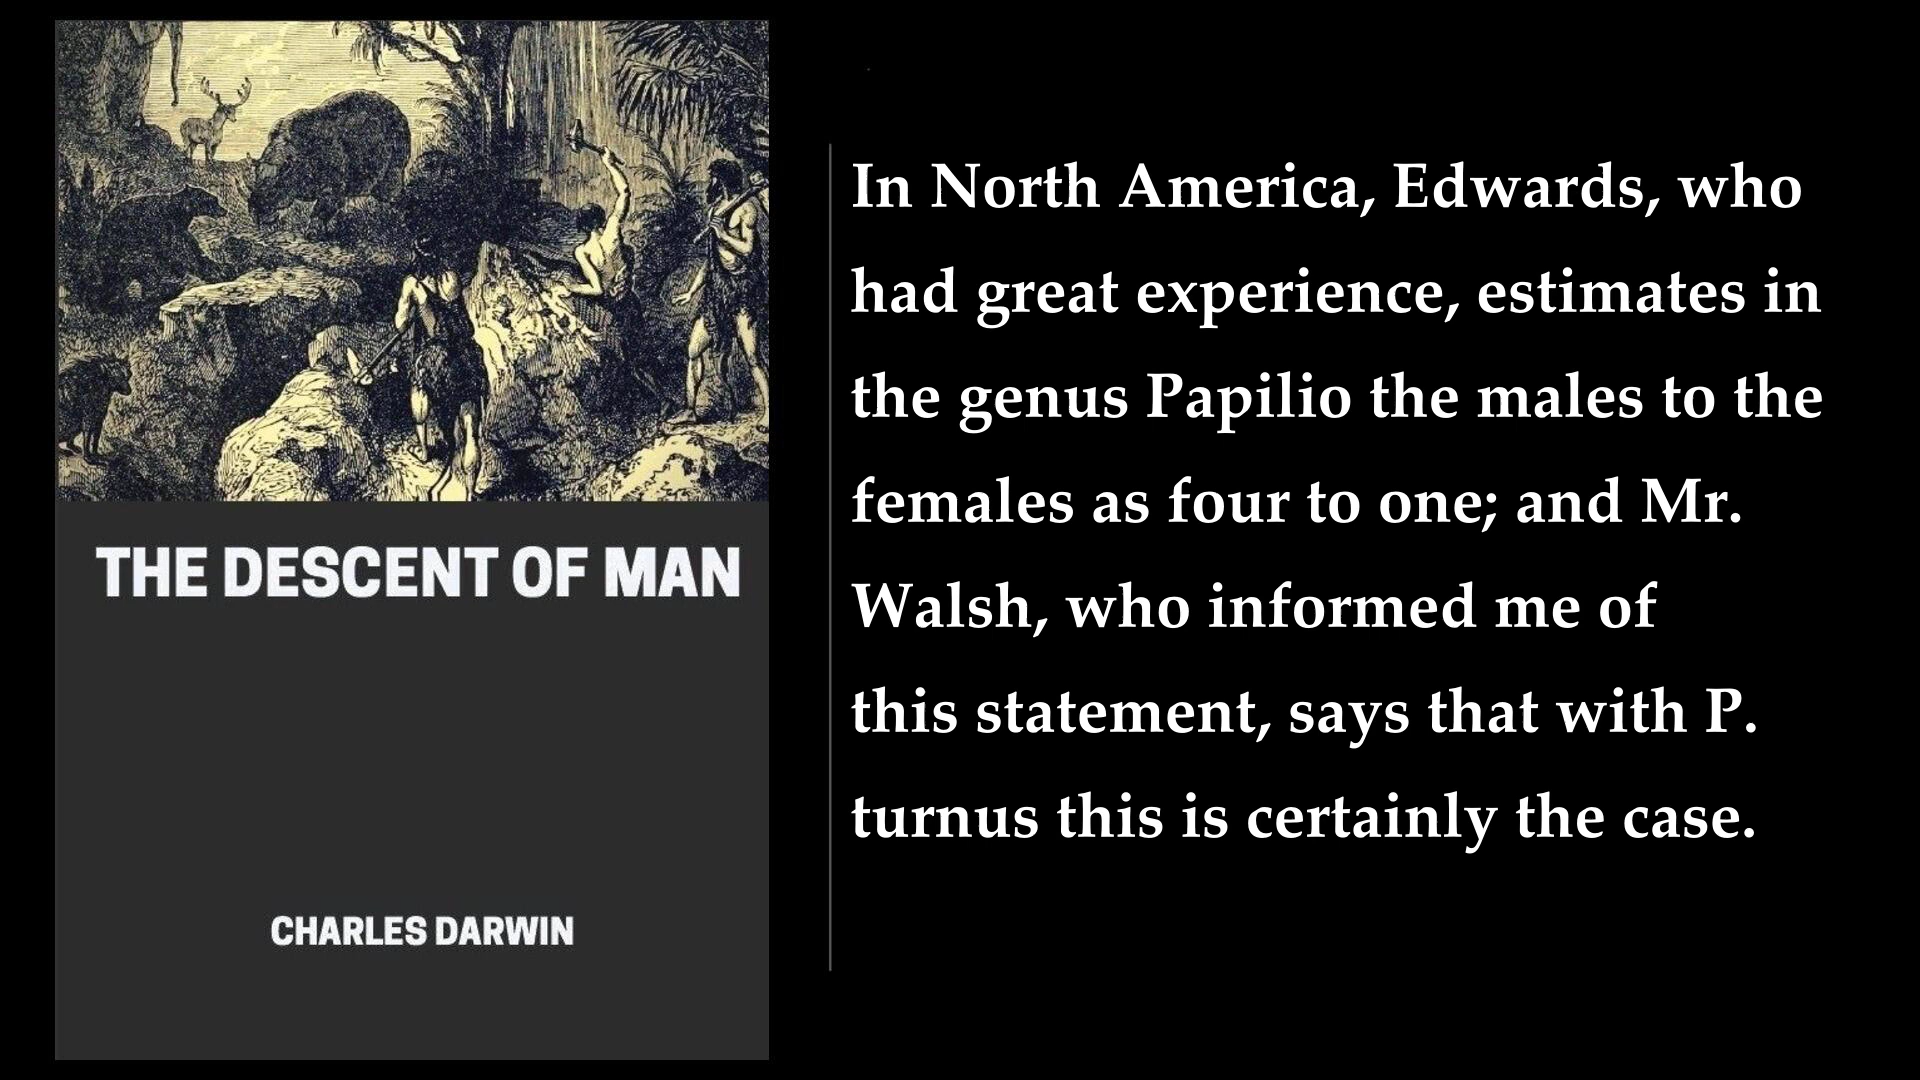 THE DESCENT OF MAN
CHARLES DARWIN
In North America, Edwards, who
had great experience, estimates in
the genus Papilio the males to the
females as four to one; and Mr.
Walsh, who informed me of
this statement, says that with P.
turnus this is certainly the case.